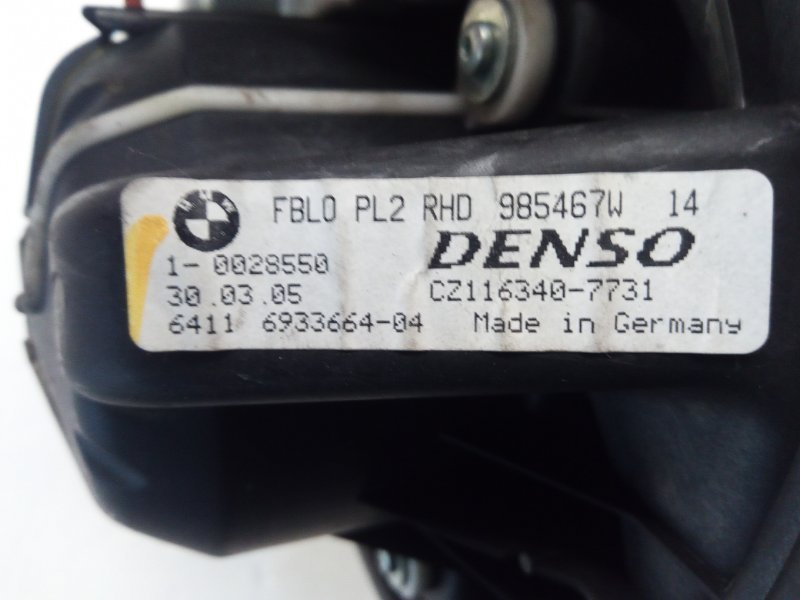 FBL0 PL2 RHD 985467W 14
1-0028550 DENSO
30.03.05 CZ116340-7731
6411 6933664-04 Made in Germany